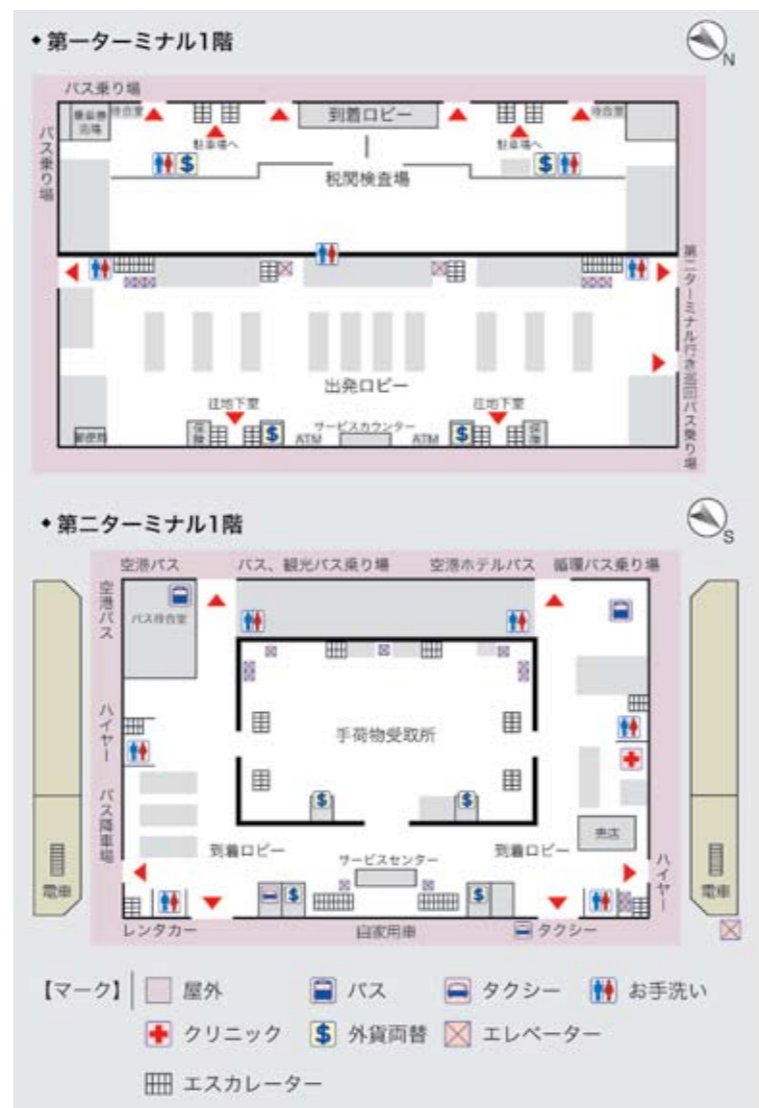 ◆ 第一ターミナル1階
N
バス乗り場
待合室
到着ロビー
待合室
バス乗り場
駐車場へ
駐車場へ
税関検査場
第二ターミナル行き巡回バス乗り場
出発ロビー
往地下室
往地下室
郵便局
保険
ATM
サービスカウンター
ATM
保険
◆ 第二ターミナル1階
S
空港バス
バス、観光バス乗り場
空港ホテルバス
循環バス乗り場
空港バス
バス待合室
ハイヤー
手荷物受取所
バス降車場
売店
到着ロビー
サービスセンター
到着ロビー
ハイヤー
電車
電車
レンタカー
自家用車
タクシー
【マーク】
屋外
バス
タクシー
お手洗い
クリニック
外貨両替
エレベーター
エスカレーター